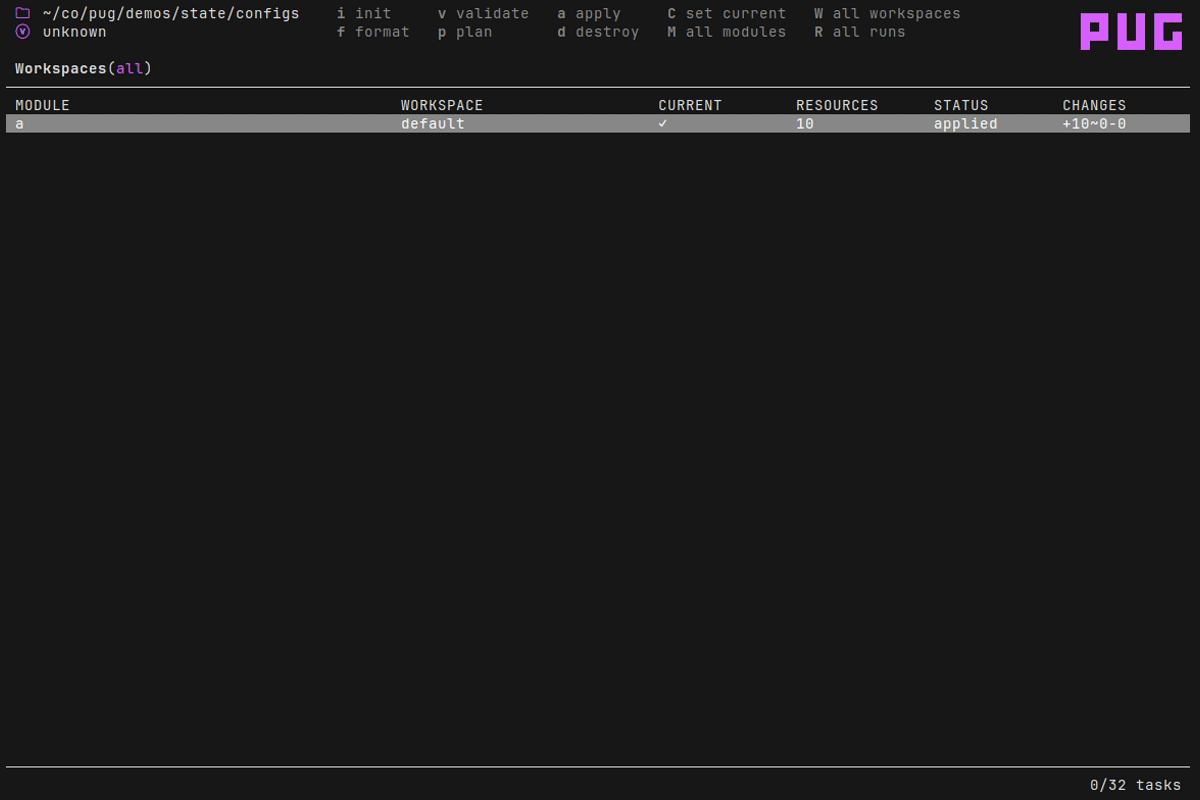 ~/co/pug/demos/state/configs i init v validate a apply C set current W all workspaces
unknown f format p plan d destroy M all modules R all runs
PUG
Workspaces(all)
MODULE WORKSPACE CURRENT RESOURCES STATUS CHANGES
a default ✓ 10 applied +10~0-0
0/32 tasks